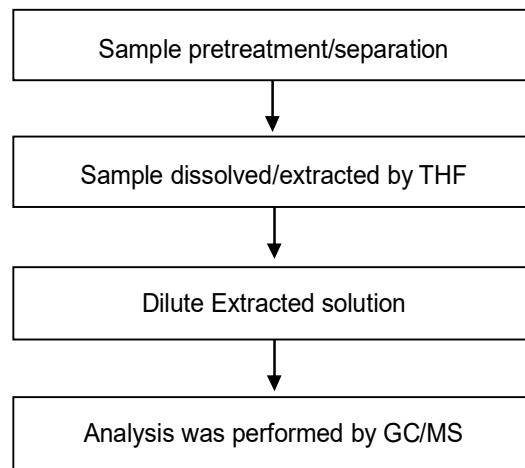 Sample pretreatment/separation
Sample dissolved/extracted by THF
Dilute Extracted solution
Analysis was performed by GC/MS